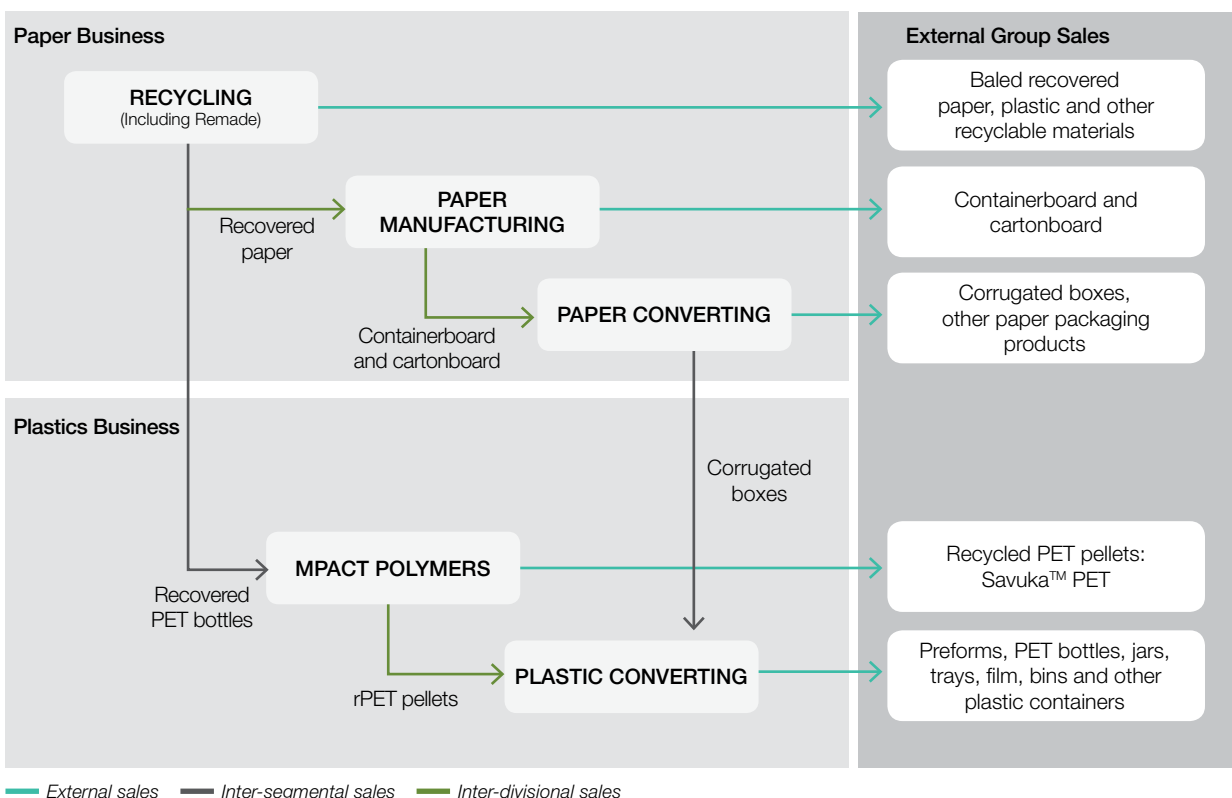 Paper Business
External Group Sales
RECYCLING
(Including Remade)
Baled recovered
paper, plastic and other
recyclable materials
PAPER
MANUFACTURING
Recovered
paper
Containerboard and
cartonboard
PAPER CONVERTING
Containerboard
and cartonboard
Corrugated boxes,
other paper packaging
products
Plastics Business
Corrugated
boxes
MPACT POLYMERS
Recovered
PET bottles
Recycled PET pellets:
Savuka™ PET
PLASTIC CONVERTING
rPET pellets
Preforms, PET bottles, jars,
trays, film, bins and other
plastic containers
External sales
Inter-segmental sales
Inter-divisional sales